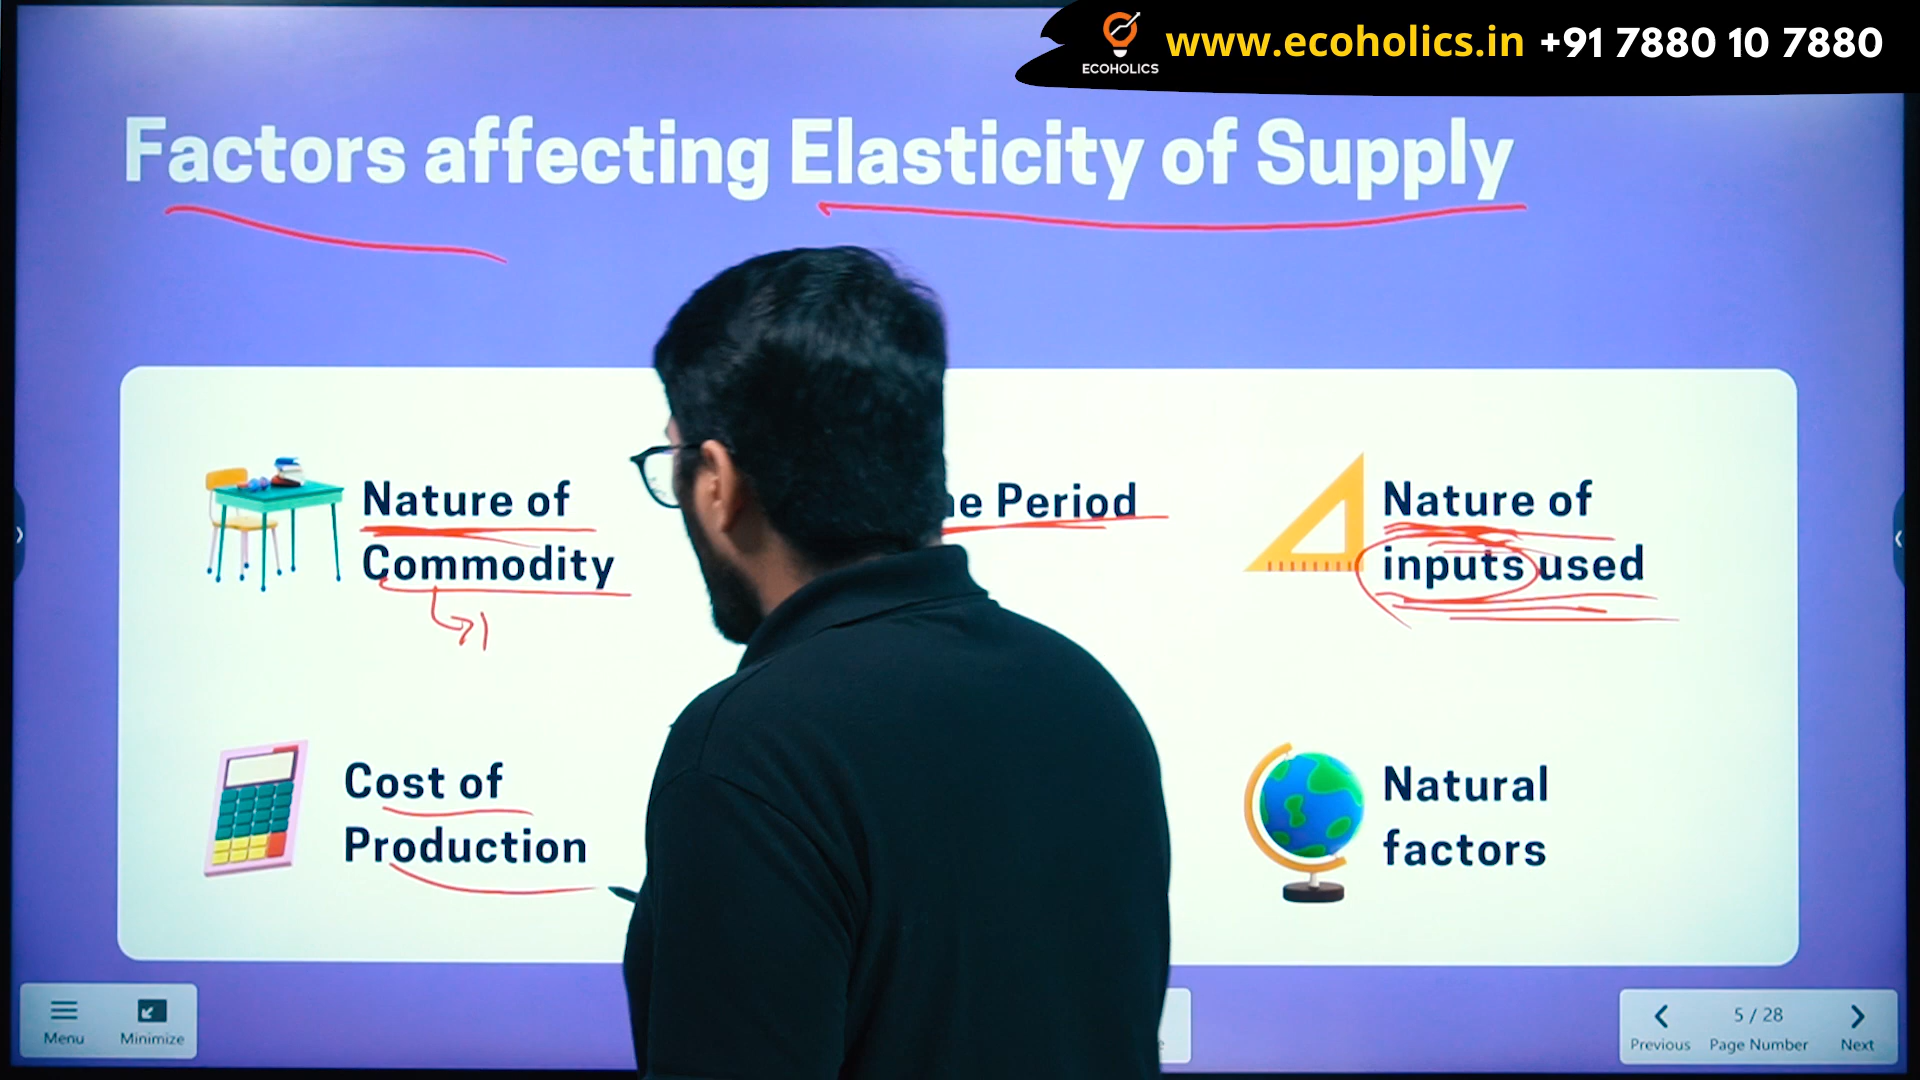 ECOHOLICS
www.ecoholics.in +91 7880 10 7880
Factors affecting Elasticity of Supply
Nature of
Commodity
Period
Nature of
inputs used
Cost of
Production
Natural
factors
Menu
Minimize
5 / 28
Previous
Page Number
Next